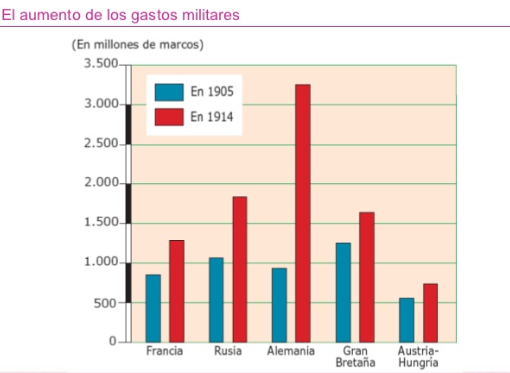 El aumento de los gastos militares
(En millones de marcos)
3.500
3.000
2.500
2.000
1.500
1.000
500
0
En 1905
En 1914
Francia
Rusia
Alemania
Gran
Bretaña
Austria-
Hungría